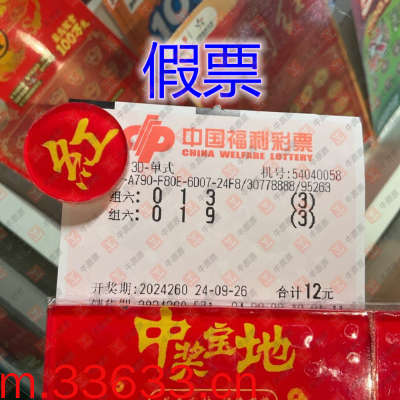 假票
中国福利彩票
CHINA WELFARE LOTTERY
3D-单式 机号:54040058
-A790-F80E-6D07-24F8/30778888/95263
组六: 0 1 3 (3)
组六: 0 1 9 (3)
开奖期:2024260 24-09-26 合计12元
中奖宝地
m.33633.cn